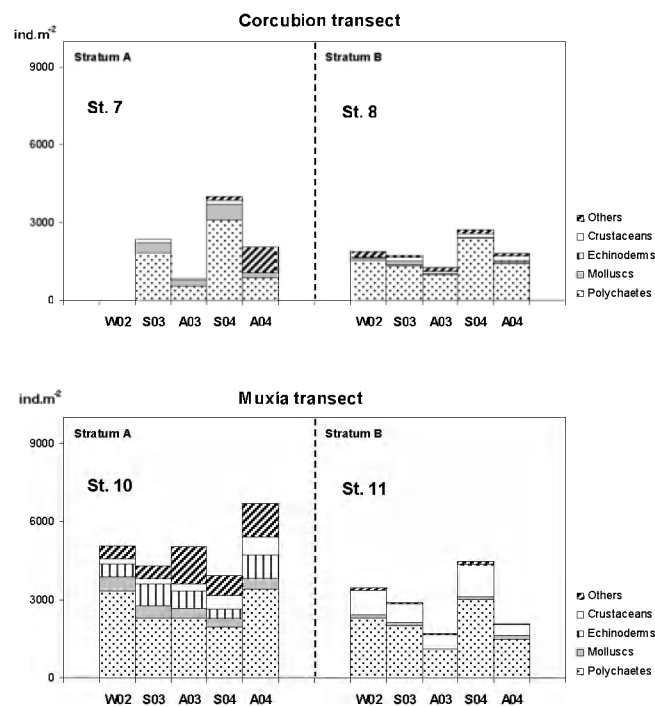 Corcubion transect
ind.m-2
9000
6000
3000
0
Stratum A
Stratum B
St. 7
St. 8
Others
Crustaceans
Echinoderms
Molluscs
Polychaetes
W02 S03 A03 S04 A04 W02 S03 A03 S04 A04
Muxía transect
ind.m-2
9000
6000
3000
0
Stratum A
Stratum B
St. 10
St. 11
Others
Crustaceans
Echinoderms
Molluscs
Polychaetes
W02 S03 A03 S04 A04 W02 S03 A03 S04 A04